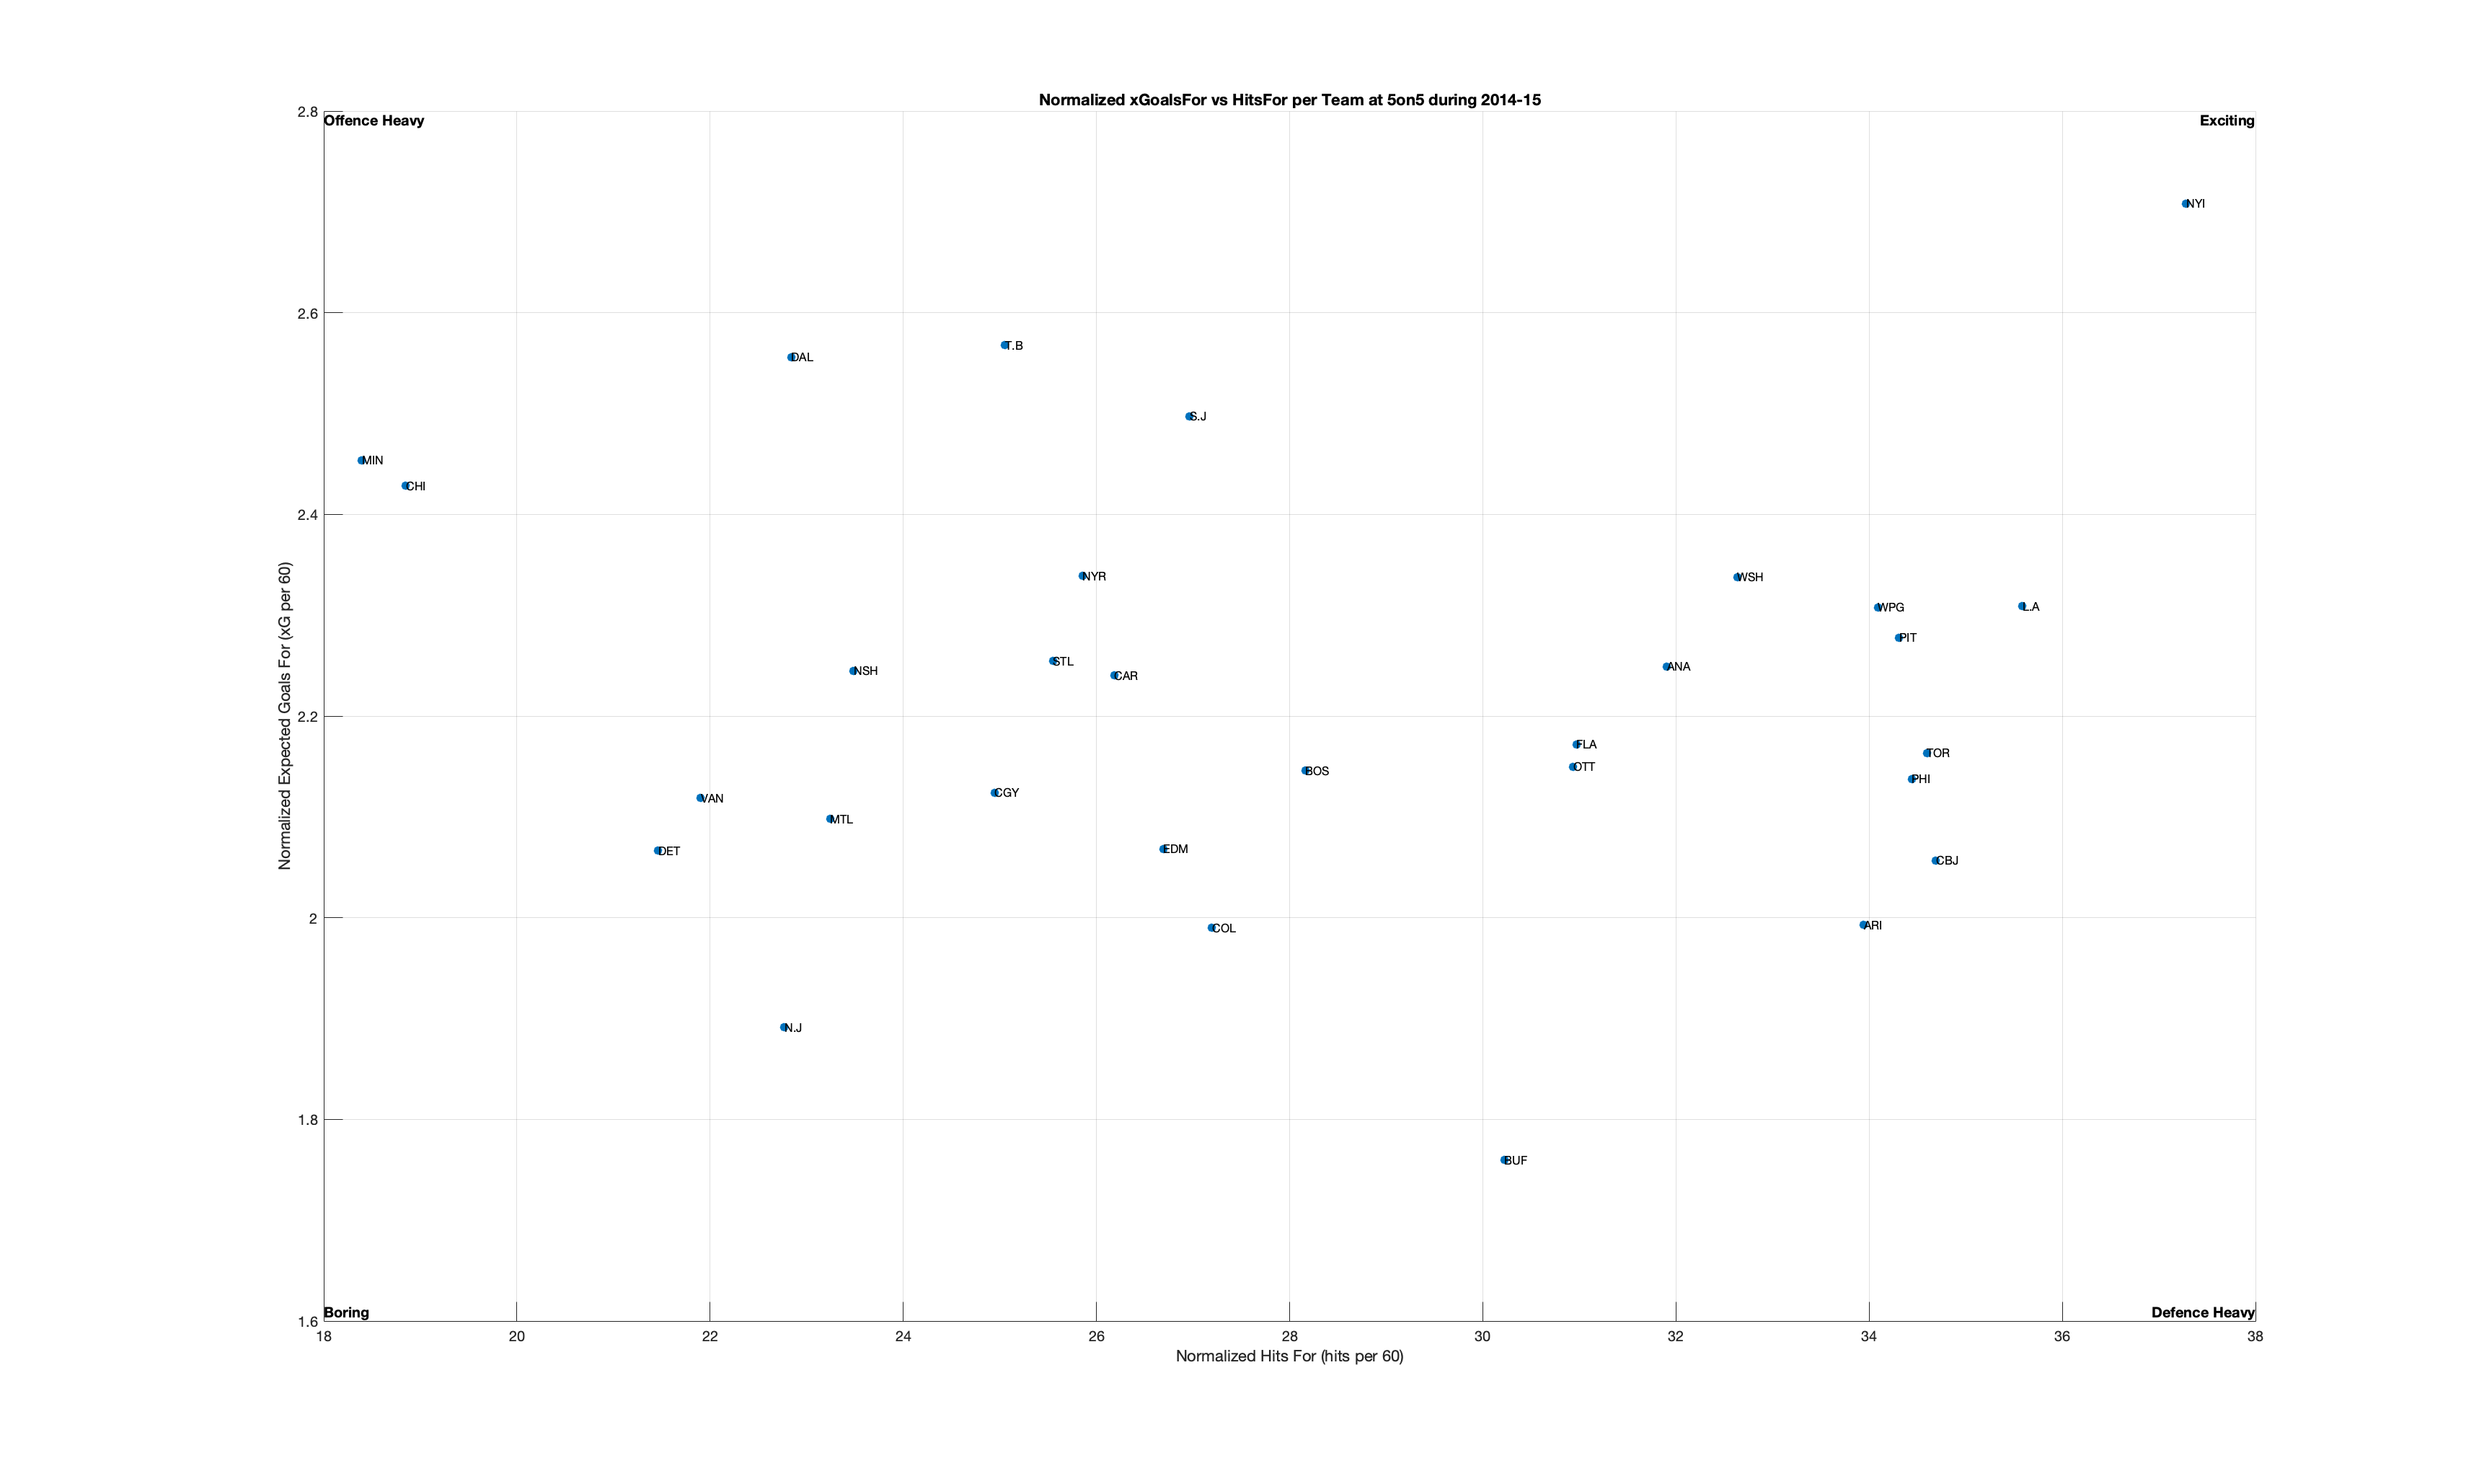 Normalized xGoalsFor vs HitsFor per Team at 5on5 during 2014-15
2.8
Offence Heavy
Exciting
NYI
2.6
T.B
DAL
S.J
MIN
CHI
2.4
NYR
WSH
L.A
WPG
PIT
STL
ANA
NSH
CAR
2.2
FLA
TOR
OTT
BOS
PHI
CGY
VAN
MTL
EDM
DET
CBJ
2
ARI
COL
N.J
1.8
BUF
Boring
Defence Heavy
1.6
18 20 22 24 26 28 30 32 34 36 38
Normalized Hits For (hits per 60)
Normalized Expected Goals For (xG per 60)